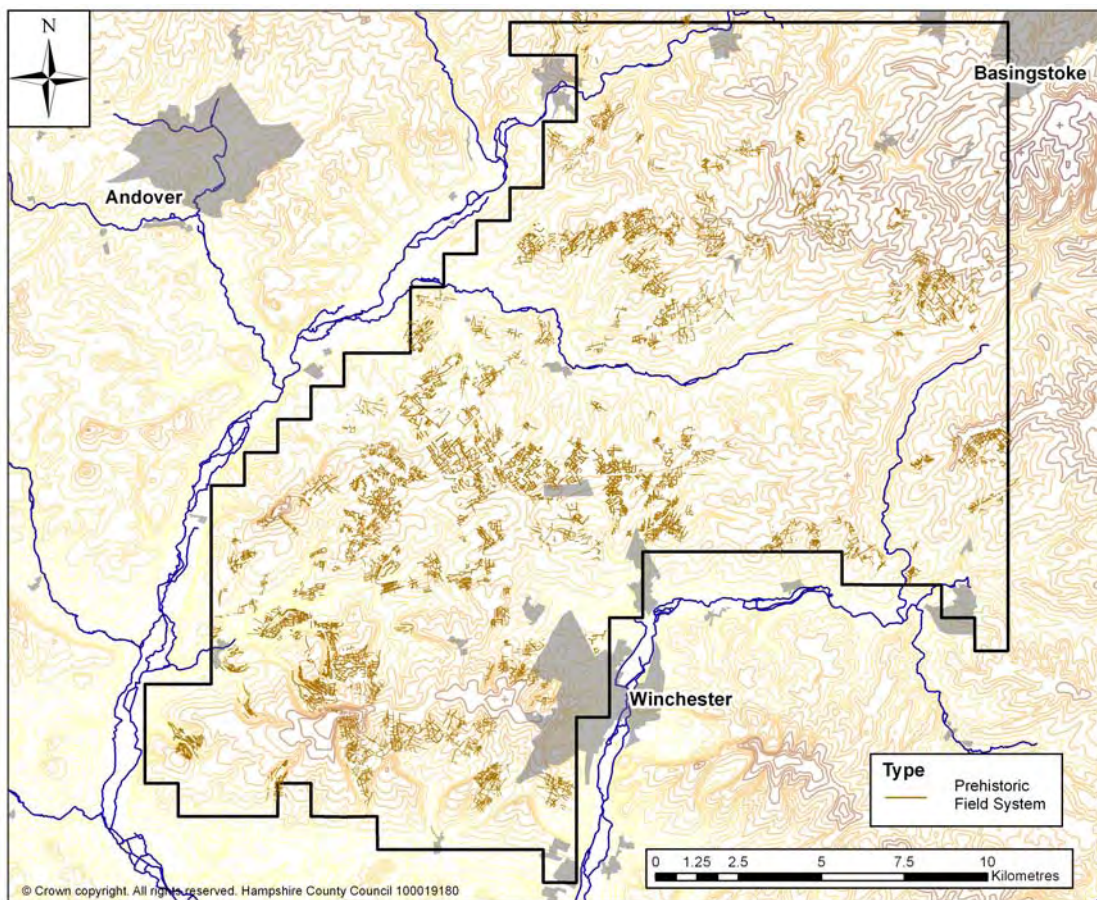 N
Basingstoke
Andover
Winchester
Type
Prehistoric
Field System
0 1.25 2.5 5 7.5 10
Kilometres
© Crown copyright. All rights reserved. Hampshire County Council 100019180